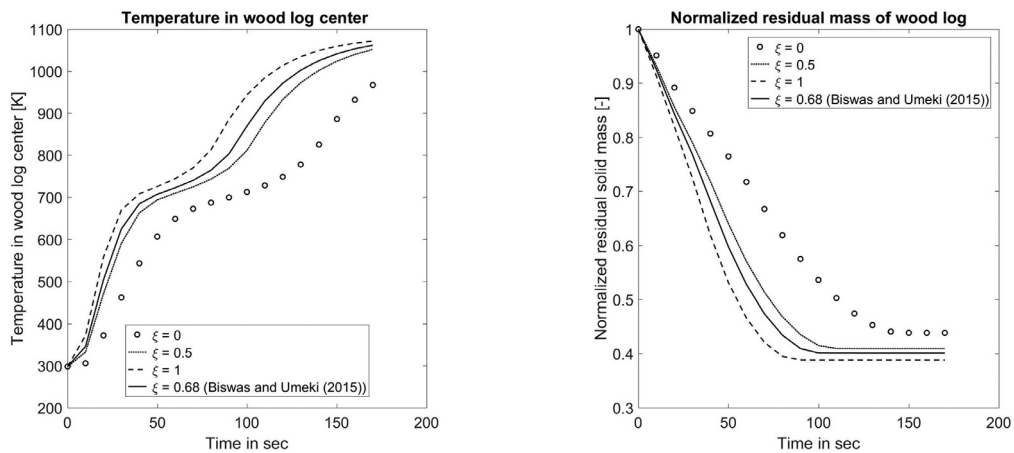 Temperature in wood log center
Temperature in wood log center [K]
1100
1000
900
800
700
600
500
400
300
200
0
50
100
150
200
Time in sec
ξ = 0
ξ = 0.5
ξ = 1
ξ = 0.68 (Biswas and Umeki (2015))
Normalized residual mass of wood log
Normalized residual solid mass [-]
1
0.9
0.8
0.7
0.6
0.5
0.4
0.3
0
50
100
150
200
Time in sec
ξ = 0
ξ = 0.5
ξ = 1
ξ = 0.68 (Biswas and Umeki (2015))